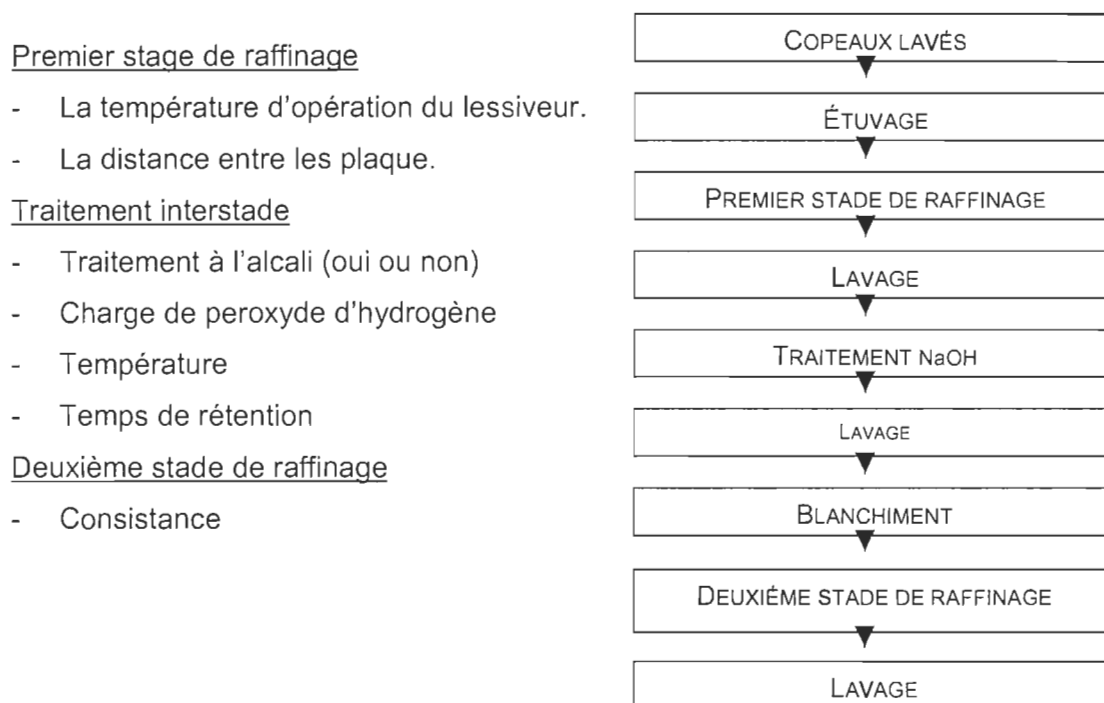 Premier stage de raffinage
- La température d'opération du lessiveur.
- La distance entre les plaque.
Traitement interstade
- Traitement à l'alcali (oui ou non)
- Charge de peroxyde d'hydrogène
- Température
- Temps de rétention
Deuxième stade de raffinage
- Consistance
COPEAUX LAVÉS
ÉTUVAGE
PREMIER STADE DE RAFFINAGE
LAVAGE
TRAITEMENT NaOH
LAVAGE
BLANCHIMENT
DEUXIÉME STADE DE RAFFINAGE
LAVAGE